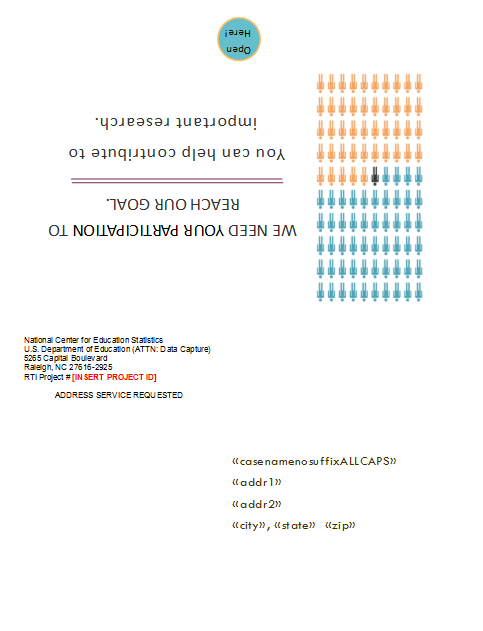 Open
Here!
WE NEED YOUR PARTICIPATION TO
REACH OUR GOAL.
You can help contribute to
important research.
National Center for Education Statistics
U.S. Department of Education (ATTN: Data Capture)
5265 Capital Boulevard
Raleigh, NC 27616-2925
RTI Project # [INSERT PROJECT ID]
ADDRESS SERVICE REQUESTED
«casenamenosuffixALLCAPS»
«addr1»
«addr2»
«city», «state» «zip»